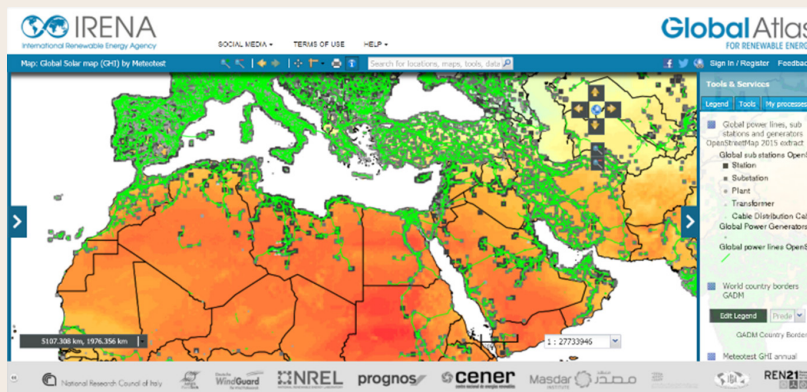 IRENA
International Renewable Energy Agency
GlobalAtlas
FOR RENEWABLE ENERG
SOCIAL MEDIA
TERMS OF USE
HELP
Map: Global Solar map (GHI) by Meteotest
Search for locations, maps, tools, data
Sign in / Register
Feedbac
Tools & Services
Legend
Tools
My processes
Global power lines, sub
stations and generators
OpenStreetMap 2015 extract
Global sub stations OpenS
Station
Substation
Plant
Transformer
Cable Distribution Cab
Global Power Generators
Global power lines OpenS
World country borders
GADM
Edit Legend
Prede
GADM Country Border
Meteotest GHI annual
5107.308 km, 1976.356 km
1 : 27733946
National Research Council of Italy
WindGuard
NREL
prognos
cener
Masdar
مصدر
REN21